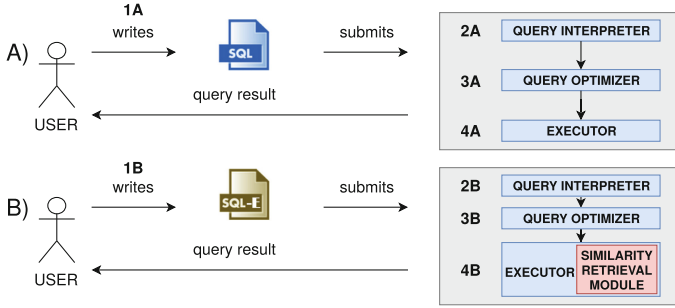 A)
USER
1A
writes
SQL
submits
query result
2A QUERY INTERPRETER
3A QUERY OPTIMIZER
4A EXECUTOR
B)
USER
1B
writes
SQL-E
submits
query result
2B QUERY INTERPRETER
3B QUERY OPTIMIZER
4B EXECUTOR
SIMILARITY
RETRIEVAL
MODULE